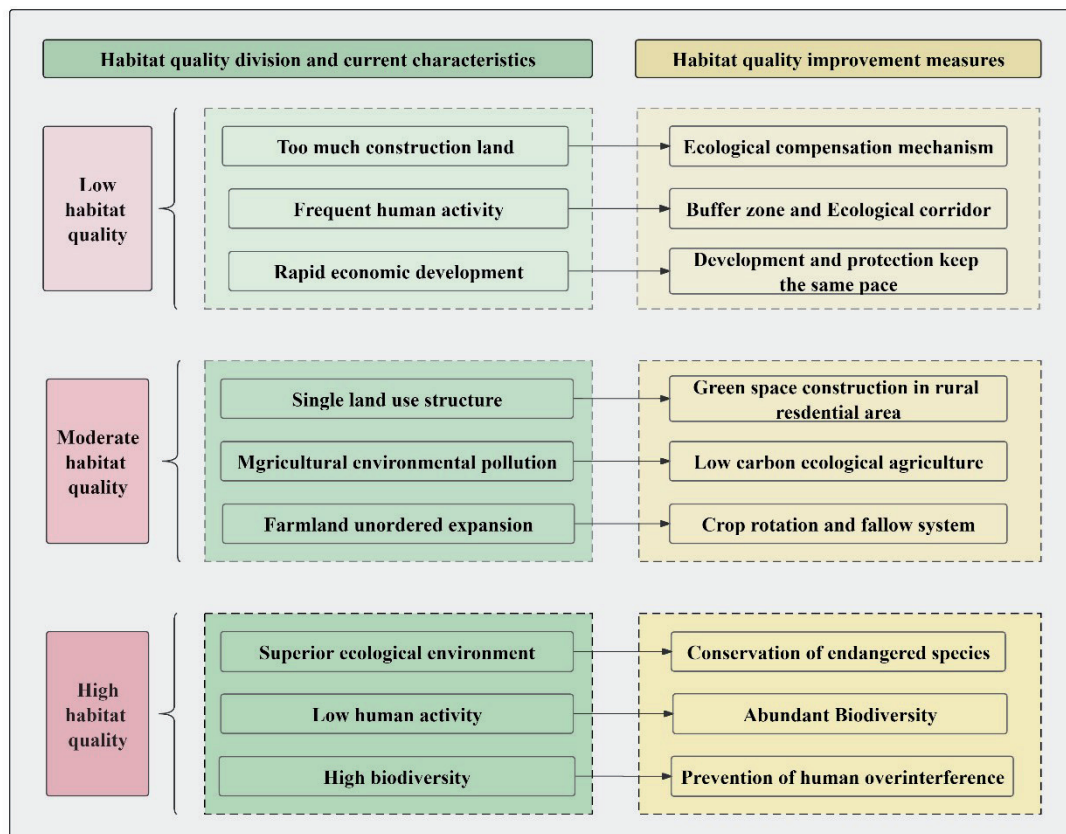 Habitat quality division and current characteristics
Habitat quality improvement measures
Low
habitat
quality
Too much construction land
Ecological compensation mechanism
Frequent human activity
Buffer zone and Ecological corridor
Rapid economic development
Development and protection keep
the same pace
Moderate
habitat
quality
Single land use structure
Green space construction in rural
resdential area
Mgricultural environmental pollution
Low carbon ecological agriculture
Farmland unordered expansion
Crop rotation and fallow system
High
habitat
quality
Superior ecological environment
Conservation of endangered species
Low human activity
Abundant Biodiversity
High biodiversity
Prevention of human overinterference